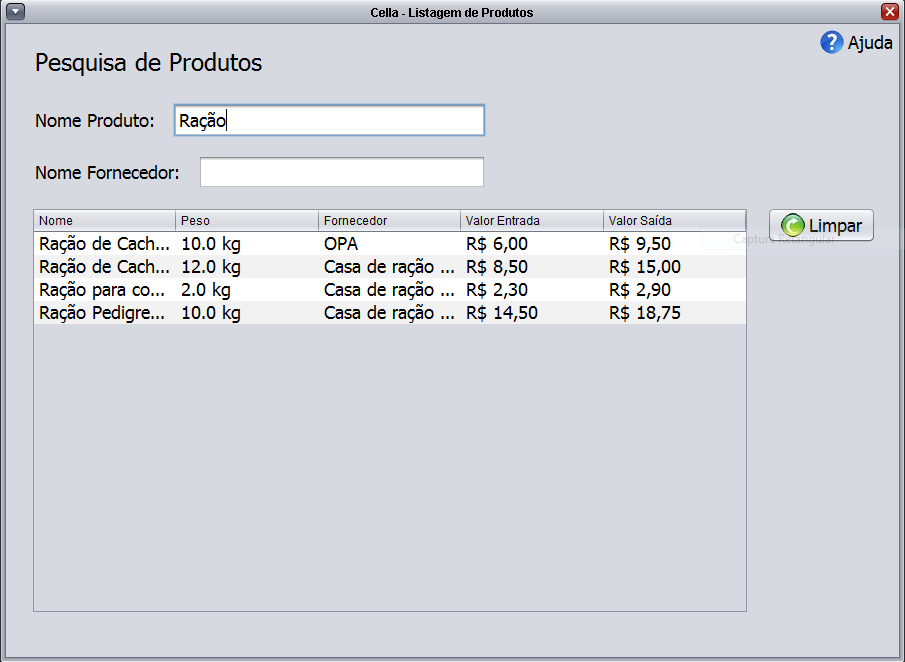 Cella - Listagem de Produtos
Ajuda
Pesquisa de Produtos
Nome Produto: Ração
Nome Fornecedor:
Nome Peso Fornecedor Valor Entrada Valor Saída
Limpar
Captura Retangular
Ração de Cach... 10.0 kg OPA R$ 6,00 R$ 9,50
Ração de Cach... 12.0 kg Casa de ração ... R$ 8,50 R$ 15,00
Ração para co... 2.0 kg Casa de ração ... R$ 2,30 R$ 2,90
Ração Pedigre... 10.0 kg Casa de ração ... R$ 14,50 R$ 18,75